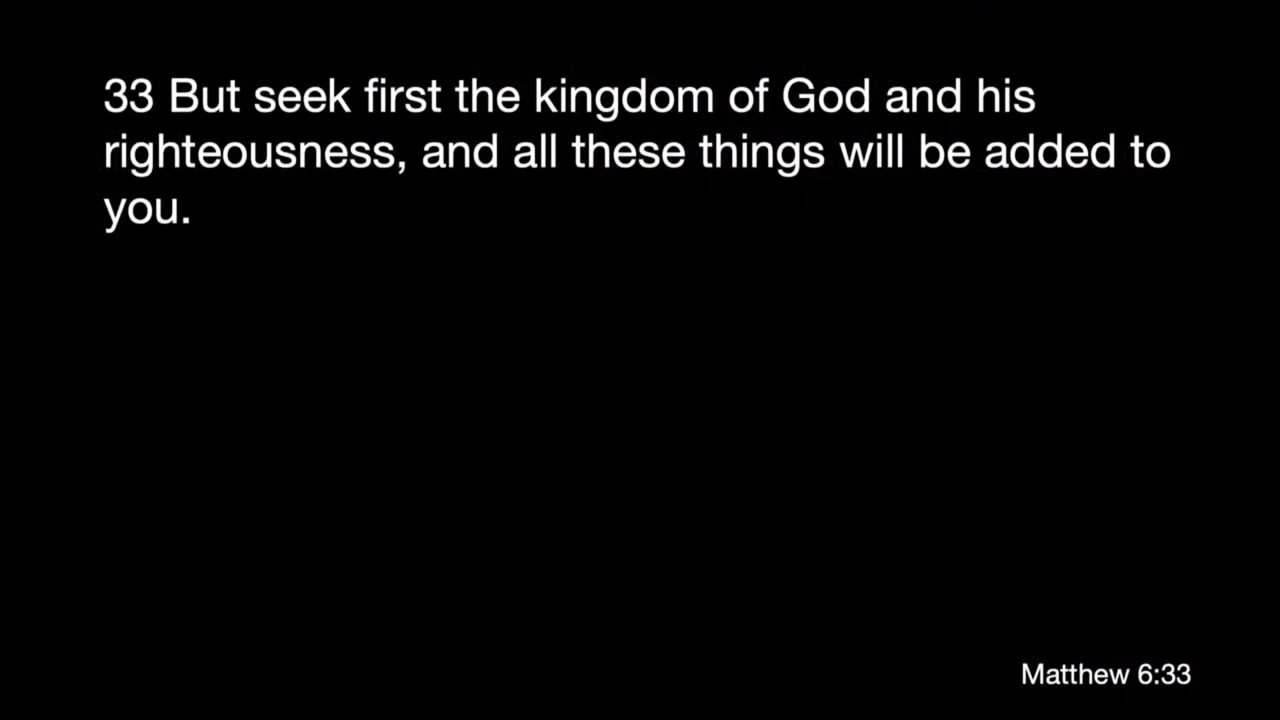 33 But seek first the kingdom of God and his
righteousness, and all these things will be added to
you.
Matthew 6:33